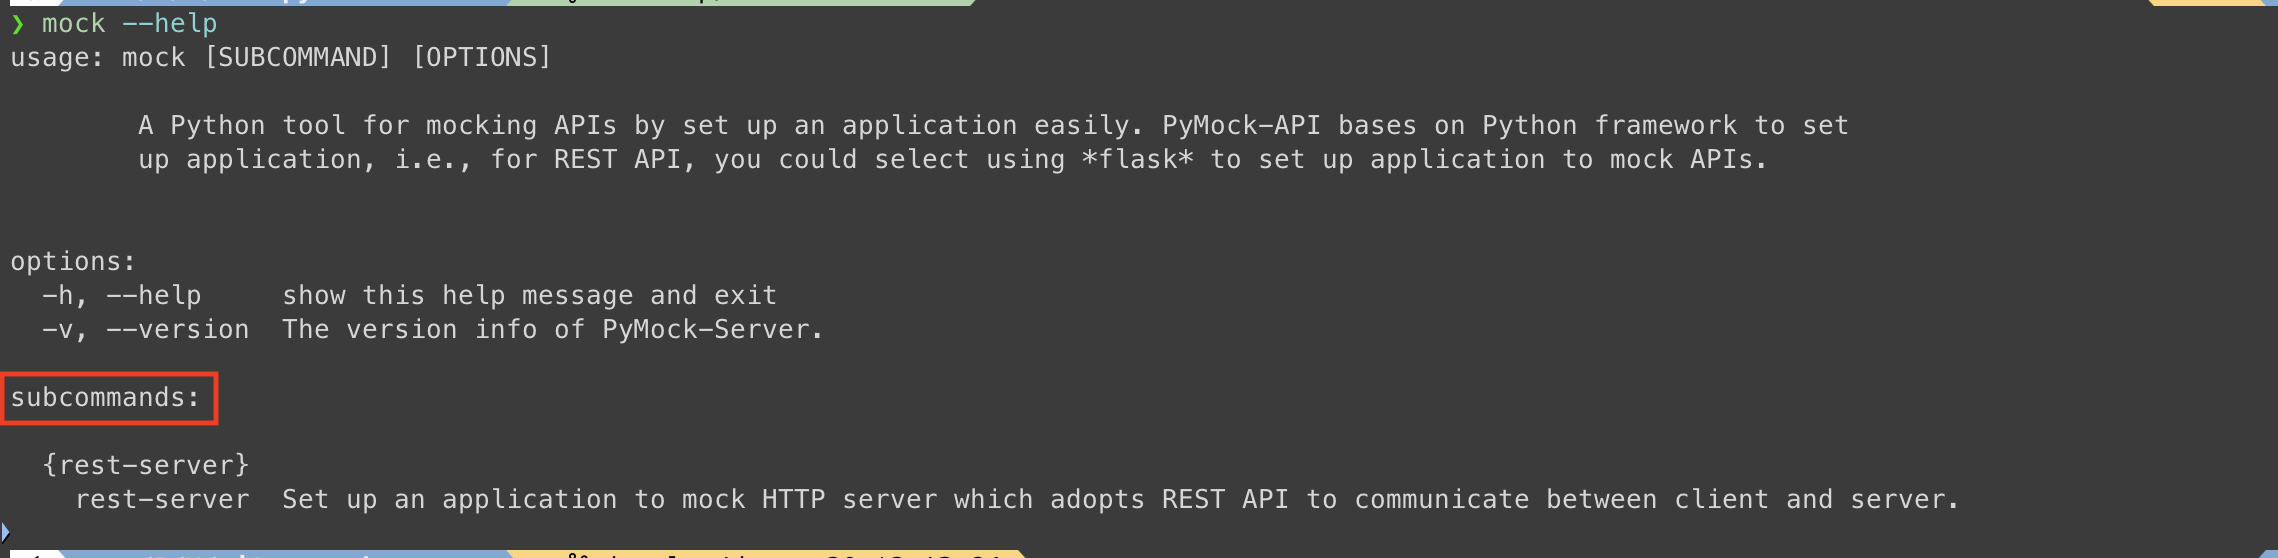 ❯ mock --help
usage: mock [SUBCOMMAND] [OPTIONS]
A Python tool for mocking APIs by set up an application easily. PyMock-API bases on Python framework to set
up application, i.e., for REST API, you could select using *flask* to set up application to mock APIs.
options:
-h, --help show this help message and exit
-v, --version The version info of PyMock-Server.
subcommands:
{rest-server}
rest-server Set up an application to mock HTTP server which adopts REST API to communicate between client and server.